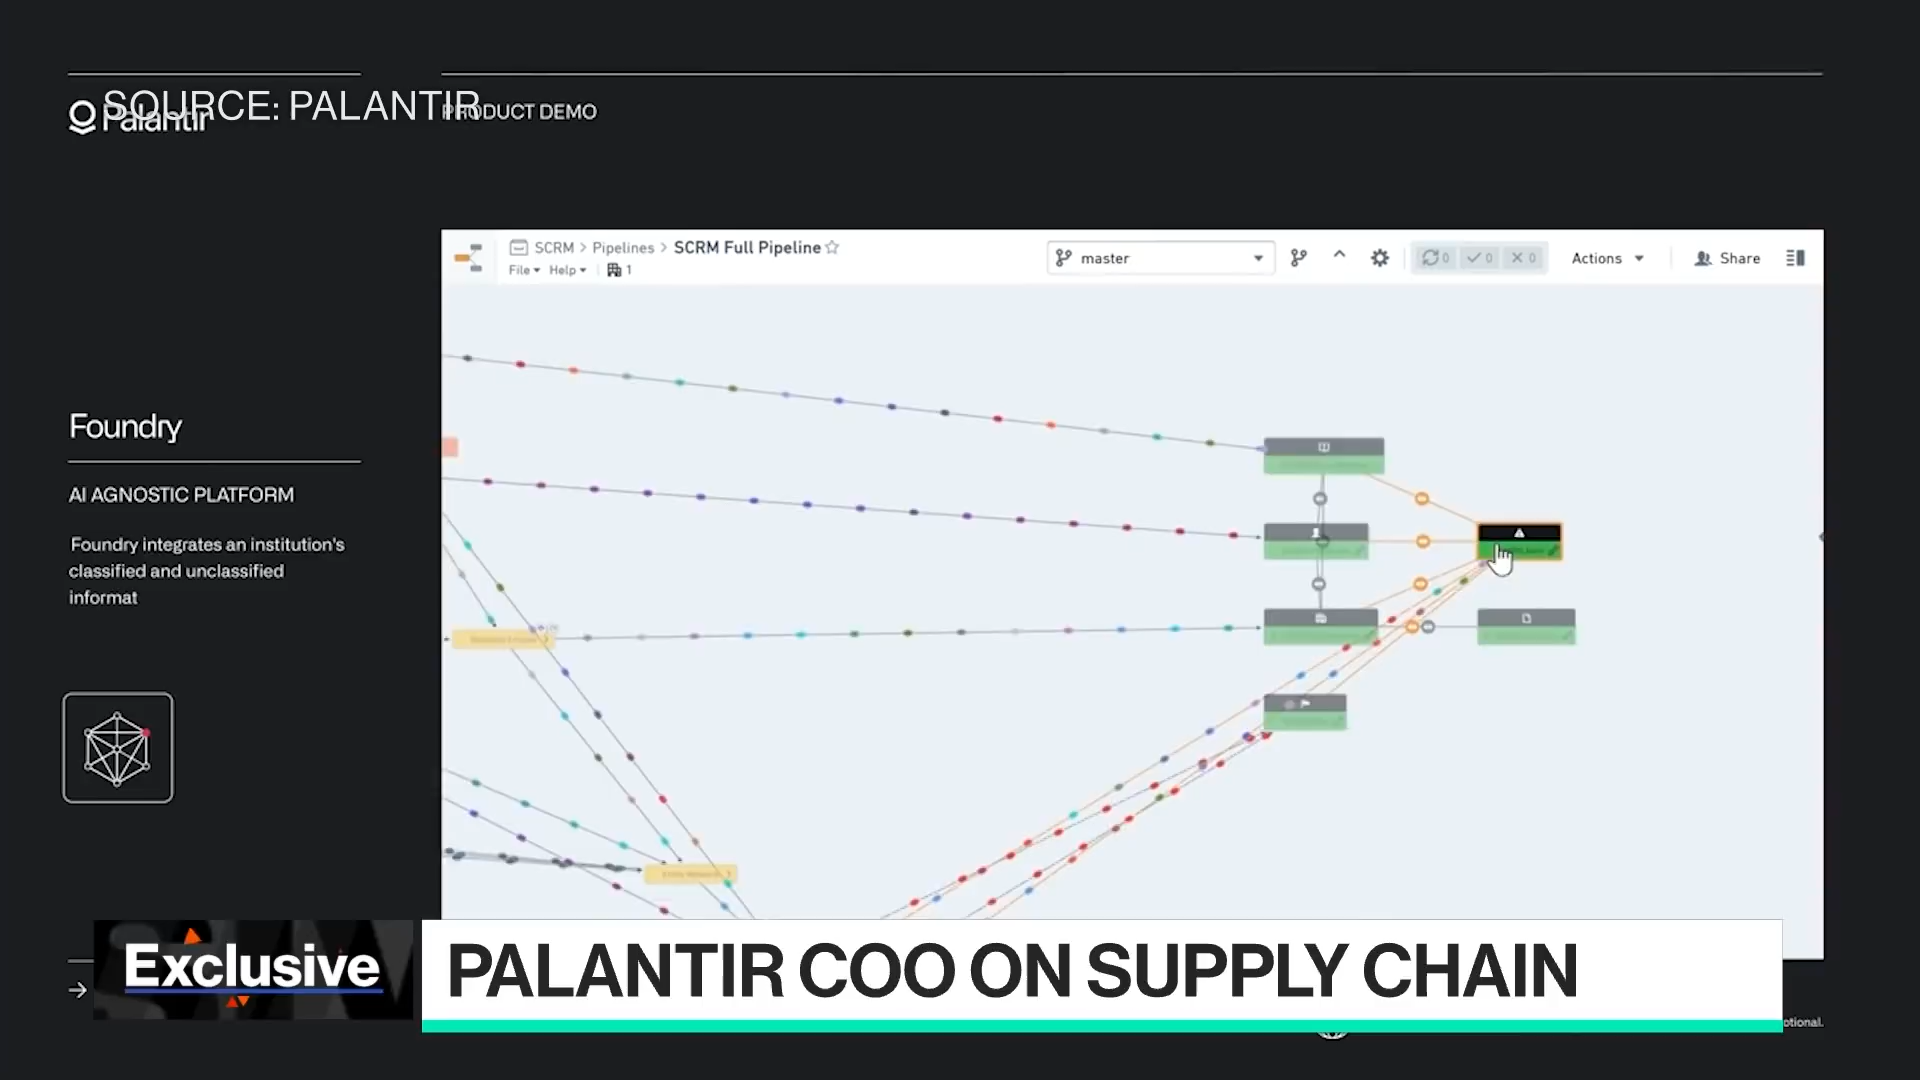 SOURCE: PALANTIR
Palantir
PRODUCT DEMO
SCRM > Pipelines > SCRM Full Pipeline
File Help 1
master
0 0 0
Actions
Share
Foundry
AI AGNOSTIC PLATFORM
Foundry integrates an institution's
classified and unclassified
informat
Exclusive
PALANTIR COO ON SUPPLY CHAIN
otional.